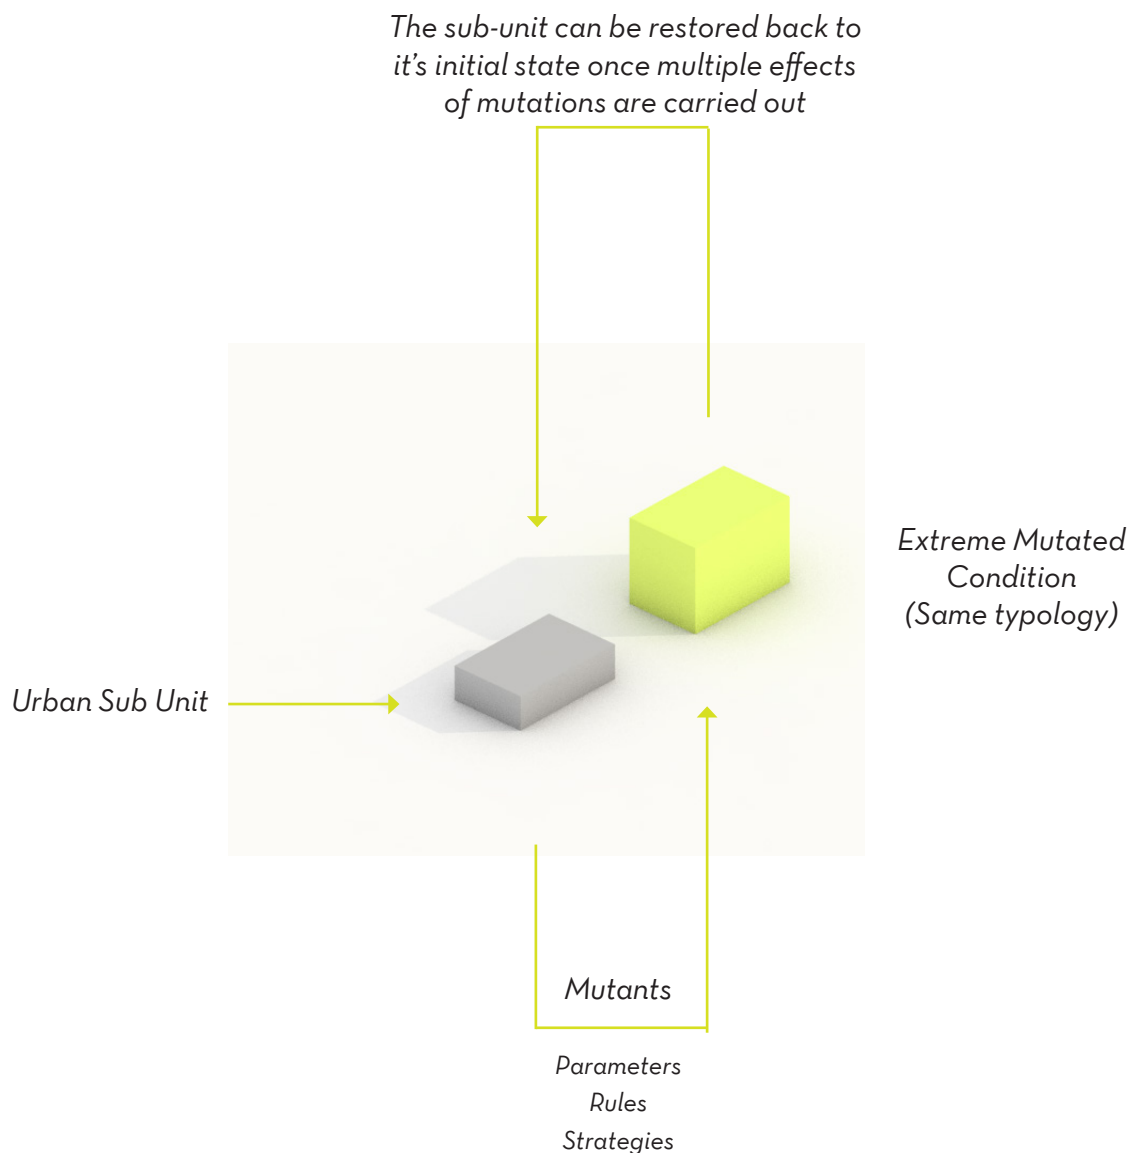 The sub-unit can be restored back to
it's initial state once multiple effects
of mutations are carried out
Extreme Mutated
Condition
(Same typology)
Urban Sub Unit
Mutants
Parameters
Rules
Strategies